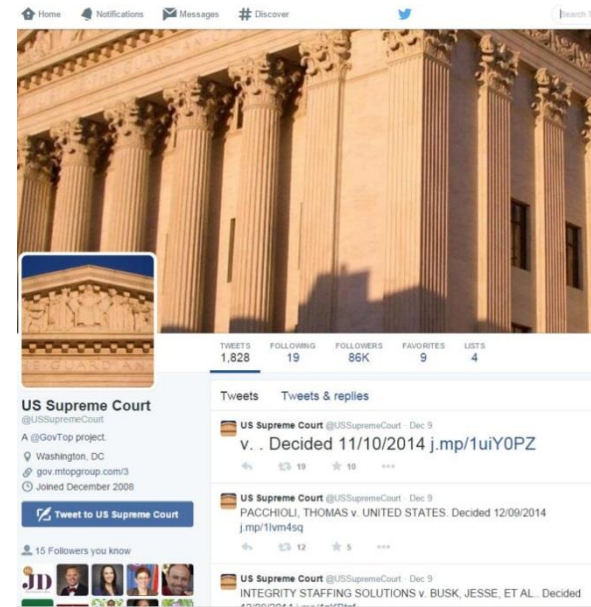 Home Notifications Messages # Discover
TWEETS FOLLOWING FOLLOWERS FAVORITES LISTS
1,828 19 86K 9 4
US Supreme Court
@USSupremeCourt
A @GovTop project.
Washington, DC
gov.mtopgroup.com/3
Joined December 2008
Tweet to US Supreme Court
15 Followers you know
JD
Tweets Tweets & replies
US Supreme Court @USSupremeCourt · Dec 9
v. . Decided 11/10/2014 j.mp/1uiY0PZ
19 10
US Supreme Court @USSupremeCourt · Dec 9
PACCHIOLI, THOMAS v. UNITED STATES. Decided 12/09/2014
j.mp/1lvm4sq
12 5
US Supreme Court @USSupremeCourt · Dec 9
INTEGRITY STAFFING SOLUTIONS v. BUSK, JESSE, ET AL.. Decided